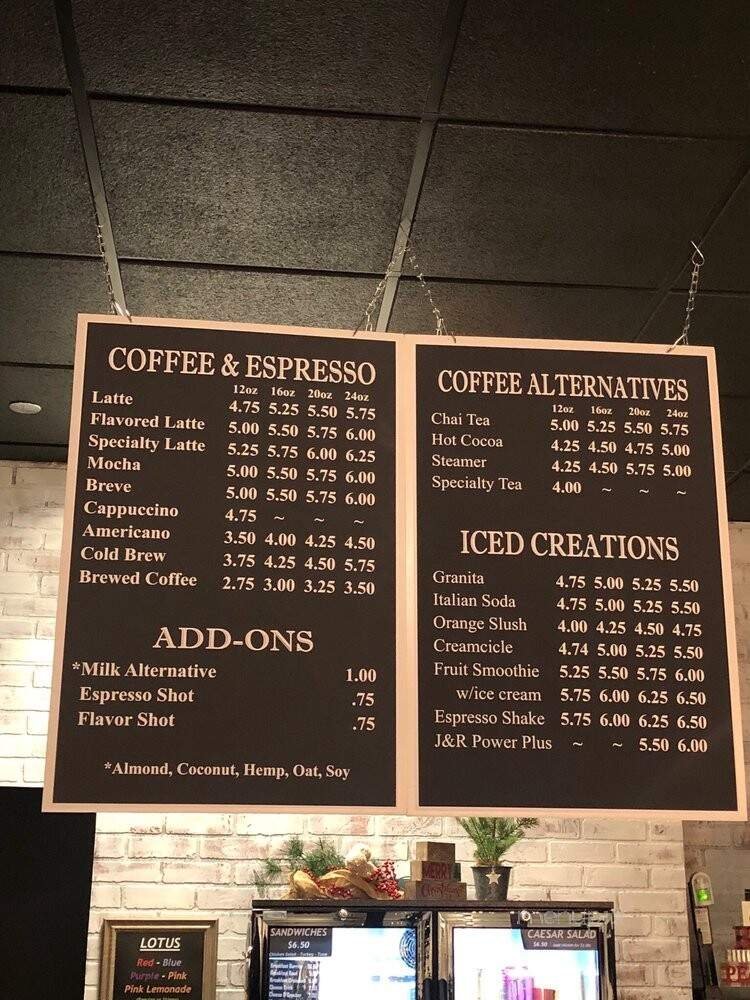 COFFEE & ESPRESSO
12oz 16oz 20oz 24oz
Latte 4.75 5.25 5.50 5.75
Flavored Latte 5.00 5.50 5.75 6.00
Specialty Latte 5.25 5.75 6.00 6.25
Mocha 5.00 5.50 5.75 6.00
Breve 5.00 5.50 5.75 6.00
Cappuccino 4.75 ~ ~ ~
Americano 3.50 4.00 4.25 4.50
Cold Brew 3.75 4.25 4.50 5.75
Brewed Coffee 2.75 3.00 3.25 3.50
ADD-ONS
*Milk Alternative 1.00
Espresso Shot .75
Flavor Shot .75
*Almond, Coconut, Hemp, Oat, Soy
COFFEE ALTERNATIVES
12oz 16oz 20oz 24oz
Chai Tea 5.00 5.25 5.50 5.75
Hot Cocoa 4.25 4.50 4.75 5.00
Steamer 4.25 4.50 5.75 5.00
Specialty Tea 4.00 ~ ~ ~
ICED CREATIONS
Granita 4.75 5.00 5.25 5.50
Italian Soda 4.75 5.00 5.25 5.50
Orange Slush 4.00 4.25 4.50 4.75
Creamcicle 4.74 5.00 5.25 5.50
Fruit Smoothie 5.25 5.50 5.75 6.00
w/ice cream 5.75 6.00 6.25 6.50
Espresso Shake 5.75 6.00 6.25 6.50
J&R Power Plus ~ ~ 5.50 6.00
MERRY
Christmas
LOTUS
Red - Blue
Purple - Pink
Pink Lemonade
SANDWICHES
$6.50
CAESAR SALAD
$6.50